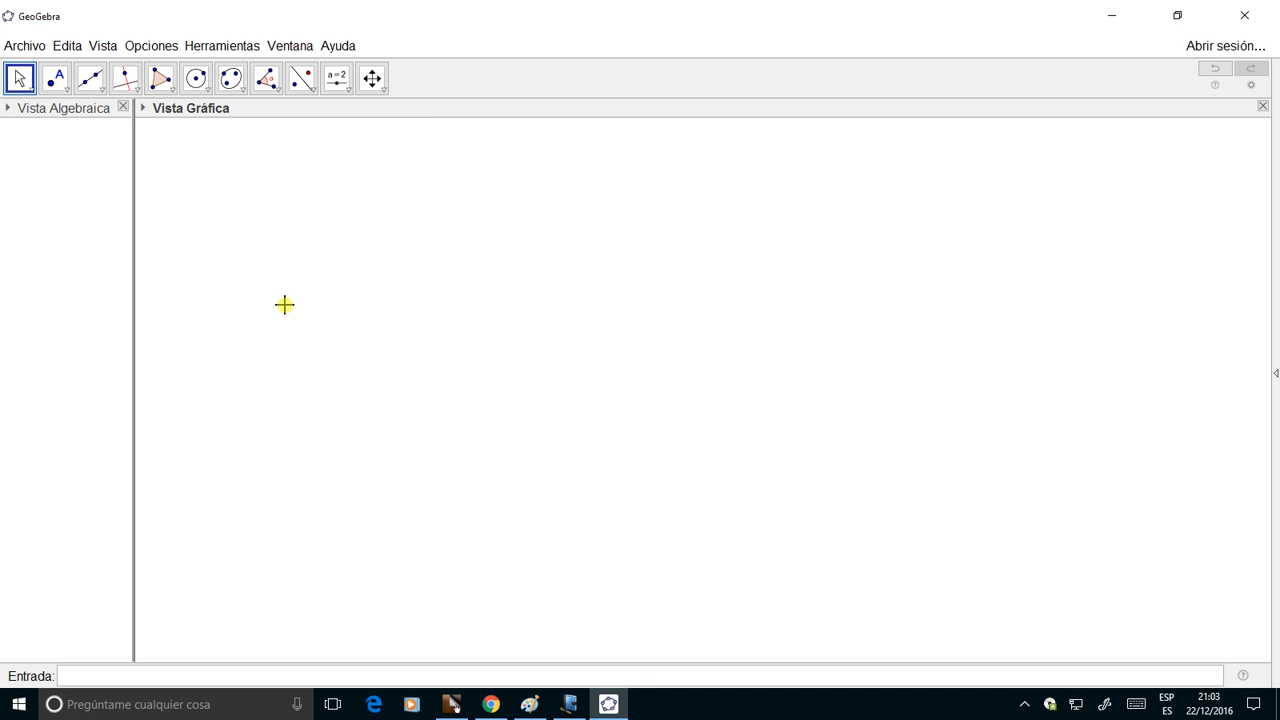 GeoGebra
Archivo Edita Vista Opciones Herramientas Ventana Ayuda
Abrir sesión...
A
a=2
Vista Algebraica
Vista Gráfica
Entrada:
Pregúntame cualquier cosa
ESP
ES
21:03
22/12/2016